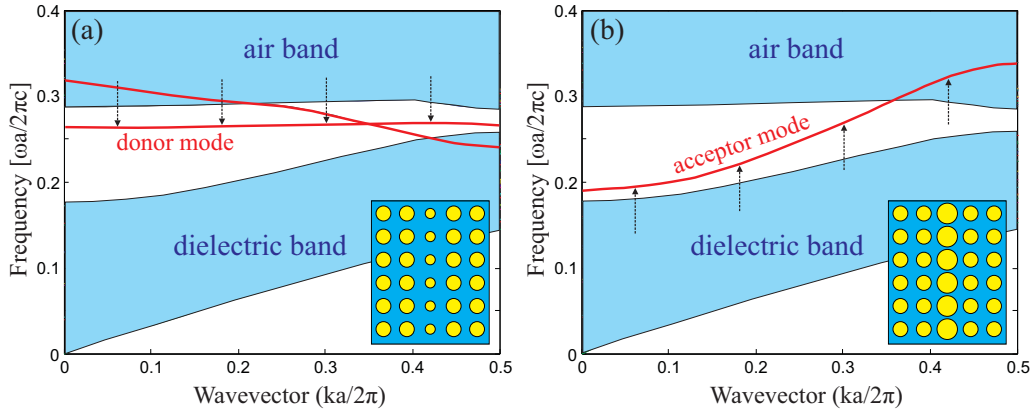 (a)
air band
donor mode
dielectric band
0.4
0.3
0.2
0.1
0
Frequency [ωa/2πc]
0
0.1
0.2
0.3
0.4
0.5
Wavevector (ka/2π)
(b)
air band
acceptor mode
dielectric band
0.4
0.3
0.2
0.1
0
Frequency [ωa/2πc]
0
0.1
0.2
0.3
0.4
0.5
Wavevector (ka/2π)